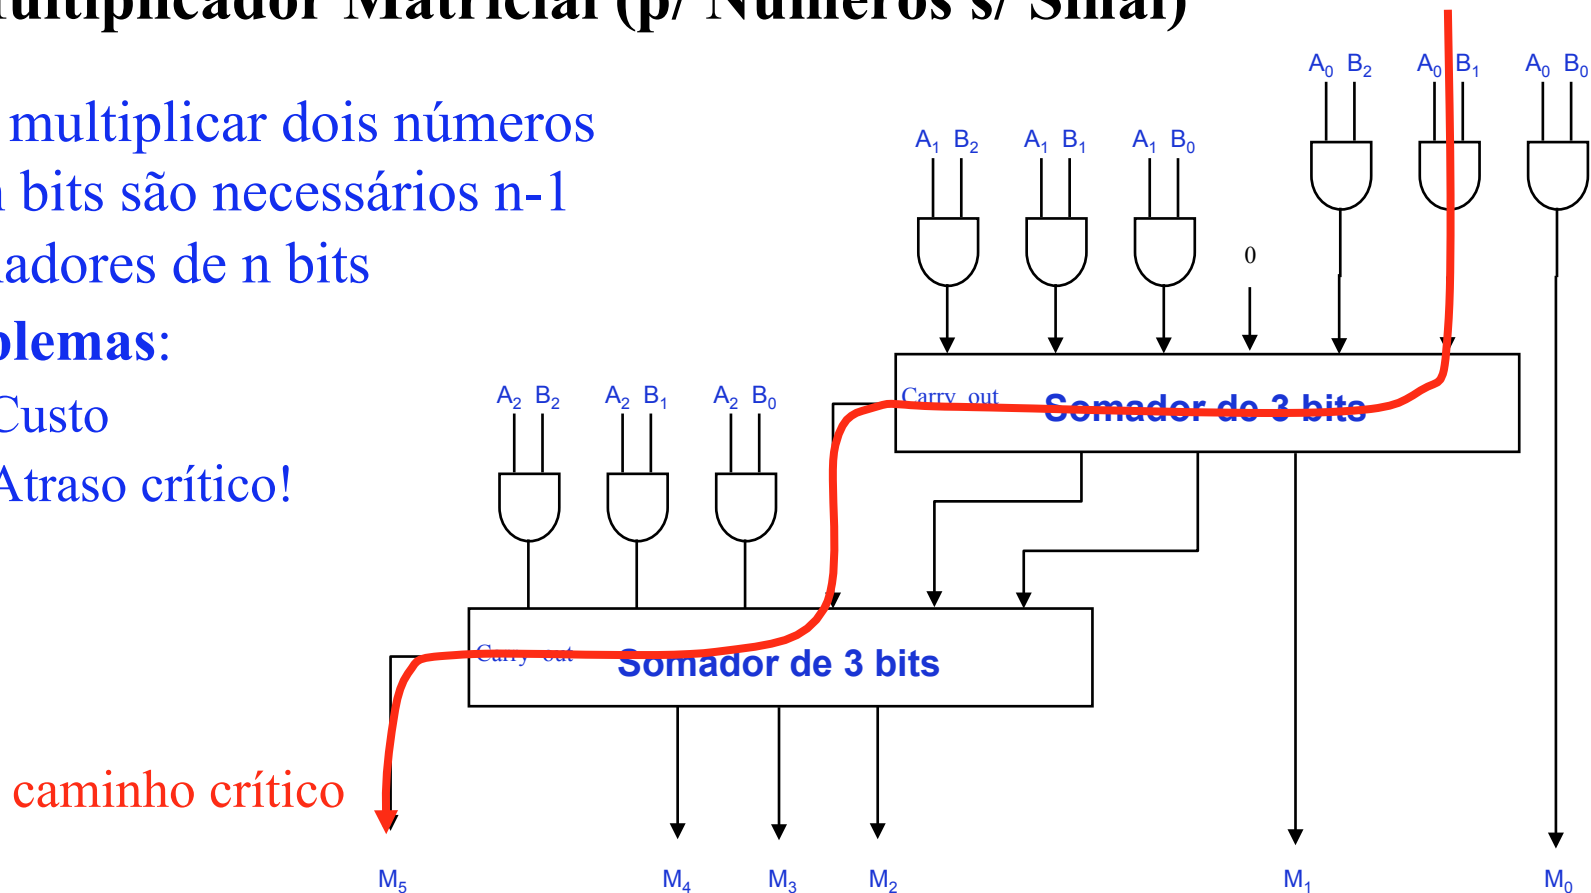 ultiplicador Matricial (p/ Números s/ Sinal)
multiplicar dois números
bits são necessários n-1
adores de n bits
blemas:
Custo
Atraso crítico!
A₀ B₂ A₀ B₁ A₀ B₀
A₁ B₂ A₁ B₁ A₁ B₀
0
Carry out Somador de 3 bits
A₂ B₂ A₂ B₁ A₂ B₀
Carry out Somador de 3 bits
caminho crítico
M₅ M₄ M₃ M₂ M₁ M₀